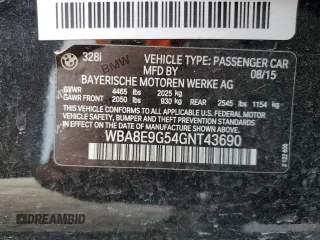 328i
BMW
VEHICLE TYPE: PASSENGER CAR
MFD BY 08/15
BAYERISCHE MOTOREN WERKE AG
GVWR 4465 lbs 2025 kg
GAWR FRONT 2050 lbs 930 kg REAR 2545 lbs 1154 kg
THIS VEHICLE CONFORMS TO ALL APPLICABLE FEDERAL
MOTOR VEHICLE SAFETY, BUMPER, AND THEFT PREVENTION
STANDARDS IN EFFECT ON THE DATE OF MANUFACTURE
SHOWN ABOVE.
WBA8E9G54GNT43690
DREAMBID